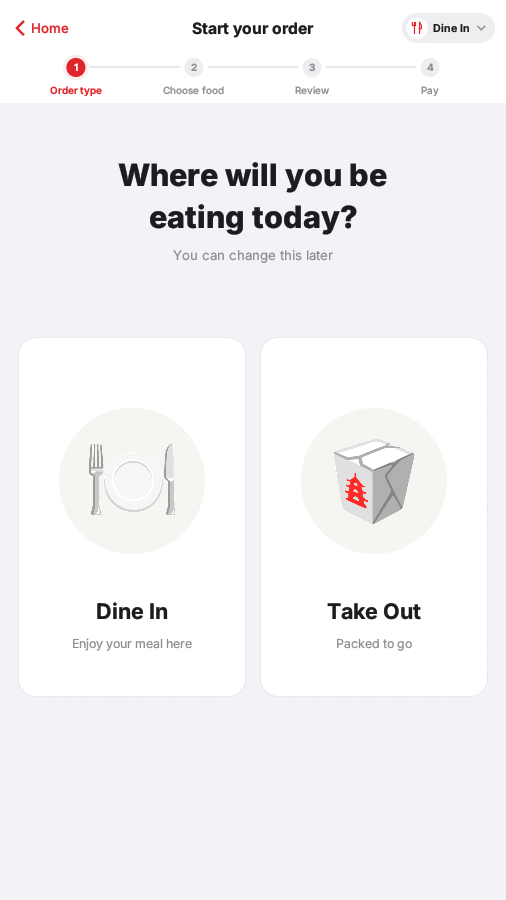 Home
Start your order
Dine In
1
2
3
4
Order type
Choose food
Review
Pay
Where will you be
eating today?
You can change this later
Dine In
Enjoy your meal here
Take Out
Packed to go